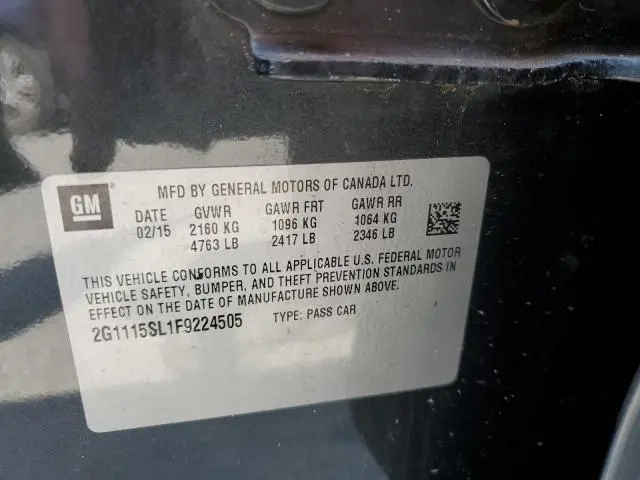 GM
MFD BY GENERAL MOTORS OF CANADA LTD.
DATE GVWR GAWR FRT GAWR RR
02/15 2160 KG 1096 KG 1064 KG
4763 LB 2417 LB 2346 LB
THIS VEHICLE CONFORMS TO ALL APPLICABLE U.S. FEDERAL MOTOR
VEHICLE SAFETY, BUMPER, AND THEFT PREVENTION STANDARDS IN
EFFECT ON THE DATE OF MANUFACTURE SHOWN ABOVE.
2G1115SL1F9224505 TYPE: PASS CAR